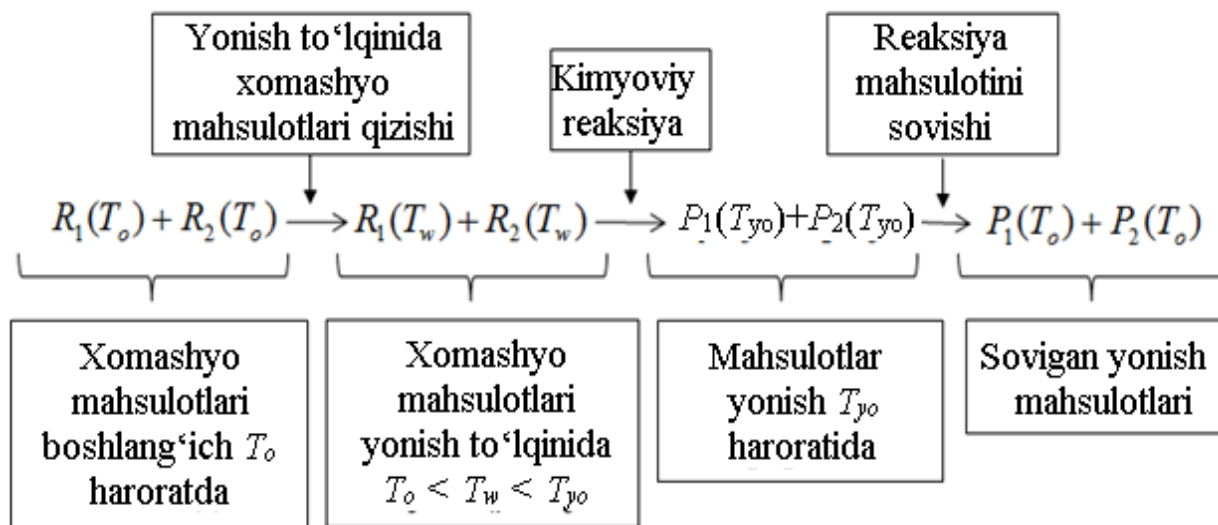 Yonish to‘lqinida
xomashyo
mahsulotlari qizishi
Kimyoviy
reaksiya
Reaksiya
mahsulotini
sovishi
R₁(Tₒ) + R₂(Tₒ) → R₁(T_w) + R₂(T_w) → P₁(T_yo)+P₂(T_yo) → P₁(Tₒ) + P₂(Tₒ)
Xomashyo
mahsulotlari
boshlang‘ich Tₒ
haroratda
Xomashyo
mahsulotlari
yonish to‘lqinida
Tₒ < T_w < T_yo
Mahsulotlar
yonish T_yo
haroratida
Sovigan yonish
mahsulotlari